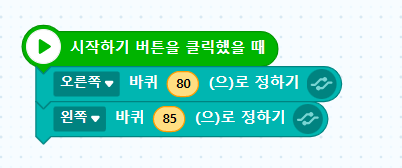 시작하기 버튼을 클릭했을 때
오른쪽 바퀴 80 (으)로 정하기
왼쪽 바퀴 85 (으)로 정하기